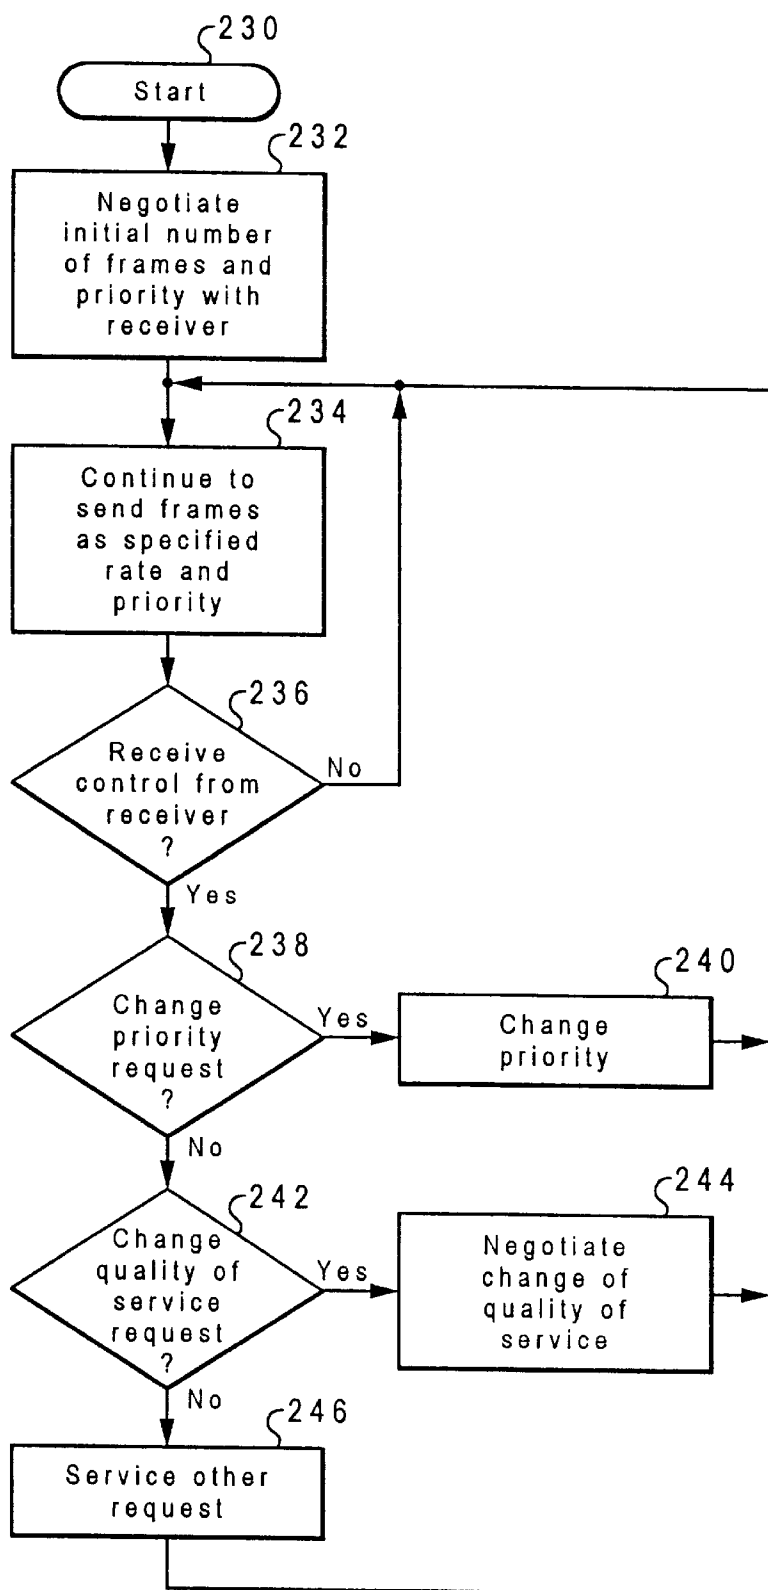 230
Start
232
Negotiate
initial number
of frames and
priority with
receiver
234
Continue to
send frames
as specified
rate and
priority
236
Receive
control from
receiver
?
No
Yes
238
Change
priority
request
?
Yes
240
Change
priority
No
242
Change
quality of
service
request
?
Yes
244
Negotiate
change of
quality of
service
No
246
Service other
request